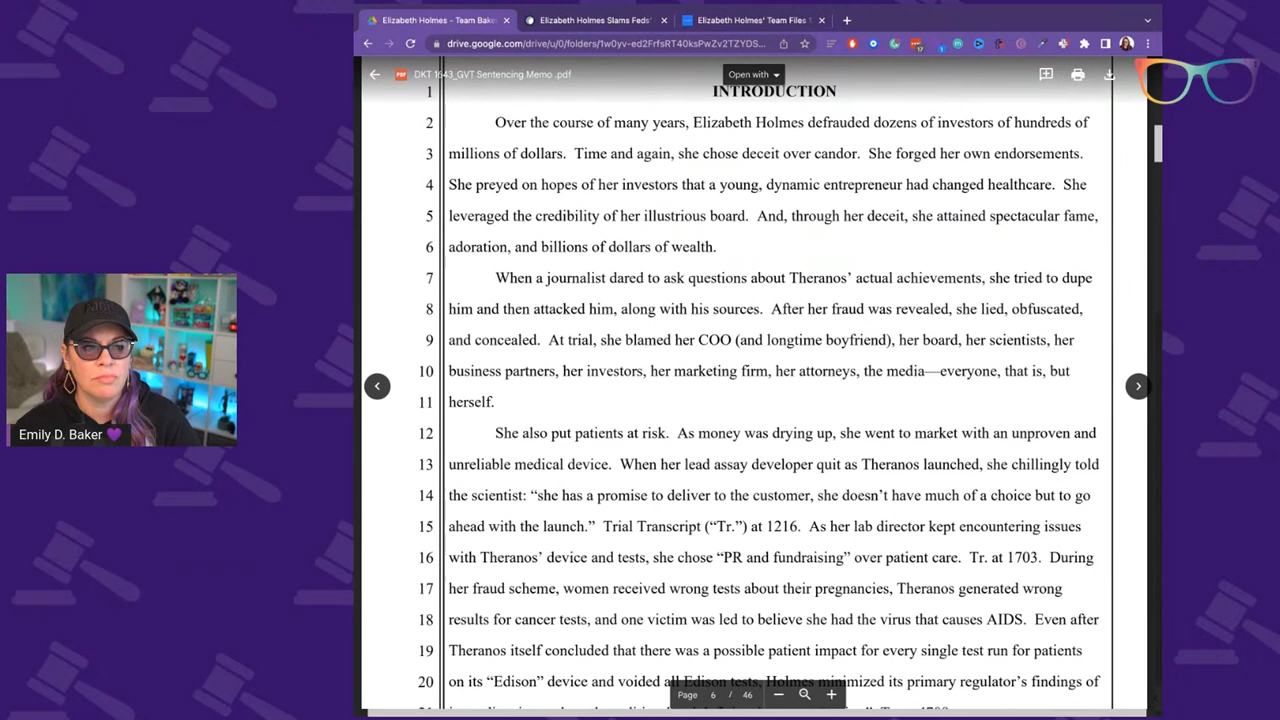 Elizabeth Holmes - Team Bake
Elizabeth Holmes Slams Feds'
Elizabeth Holmes' Team Files
drive.google.com/drive/u/0/folders/1w0yv-ed2FrfsRT40ksPwZv2TZYDS...
DKT 1643_GVT Sentencing Memo .pdf
Open with
1 INTRODUCTION
2 Over the course of many years, Elizabeth Holmes defrauded dozens of investors of hundreds of
3 millions of dollars. Time and again, she chose deceit over candor. She forged her own endorsements.
4 She preyed on hopes of her investors that a young, dynamic entrepreneur had changed healthcare. She
5 leveraged the credibility of her illustrious board. And, through her deceit, she attained spectacular fame,
6 adoration, and billions of dollars of wealth.
7 When a journalist dared to ask questions about Theranos' actual achievements, she tried to dupe
8 him and then attacked him, along with his sources. After her fraud was revealed, she lied, obfuscated,
9 and concealed. At trial, she blamed her COO (and longtime boyfriend), her board, her scientists, her
10 business partners, her investors, her marketing firm, her attorneys, the media—everyone, that is, but
11 herself.
12 She also put patients at risk. As money was drying up, she went to market with an unproven and
13 unreliable medical device. When her lead assay developer quit as Theranos launched, she chillingly told
14 the scientist: "she has a promise to deliver to the customer, she doesn't have much of a choice but to go
15 ahead with the launch." Trial Transcript ("Tr.") at 1216. As her lab director kept encountering issues
16 with Theranos' device and tests, she chose "PR and fundraising" over patient care. Tr. at 1703. During
17 her fraud scheme, women received wrong tests about their pregnancies, Theranos generated wrong
18 results for cancer tests, and one victim was led to believe she had the virus that causes AIDS. Even after
19 Theranos itself concluded that there was a possible patient impact for every single test run for patients
20 on its "Edison" device and voided all Edison tests, Holmes minimized its primary regulator's findings of
Page 6 / 46
Emily D. Baker 💜